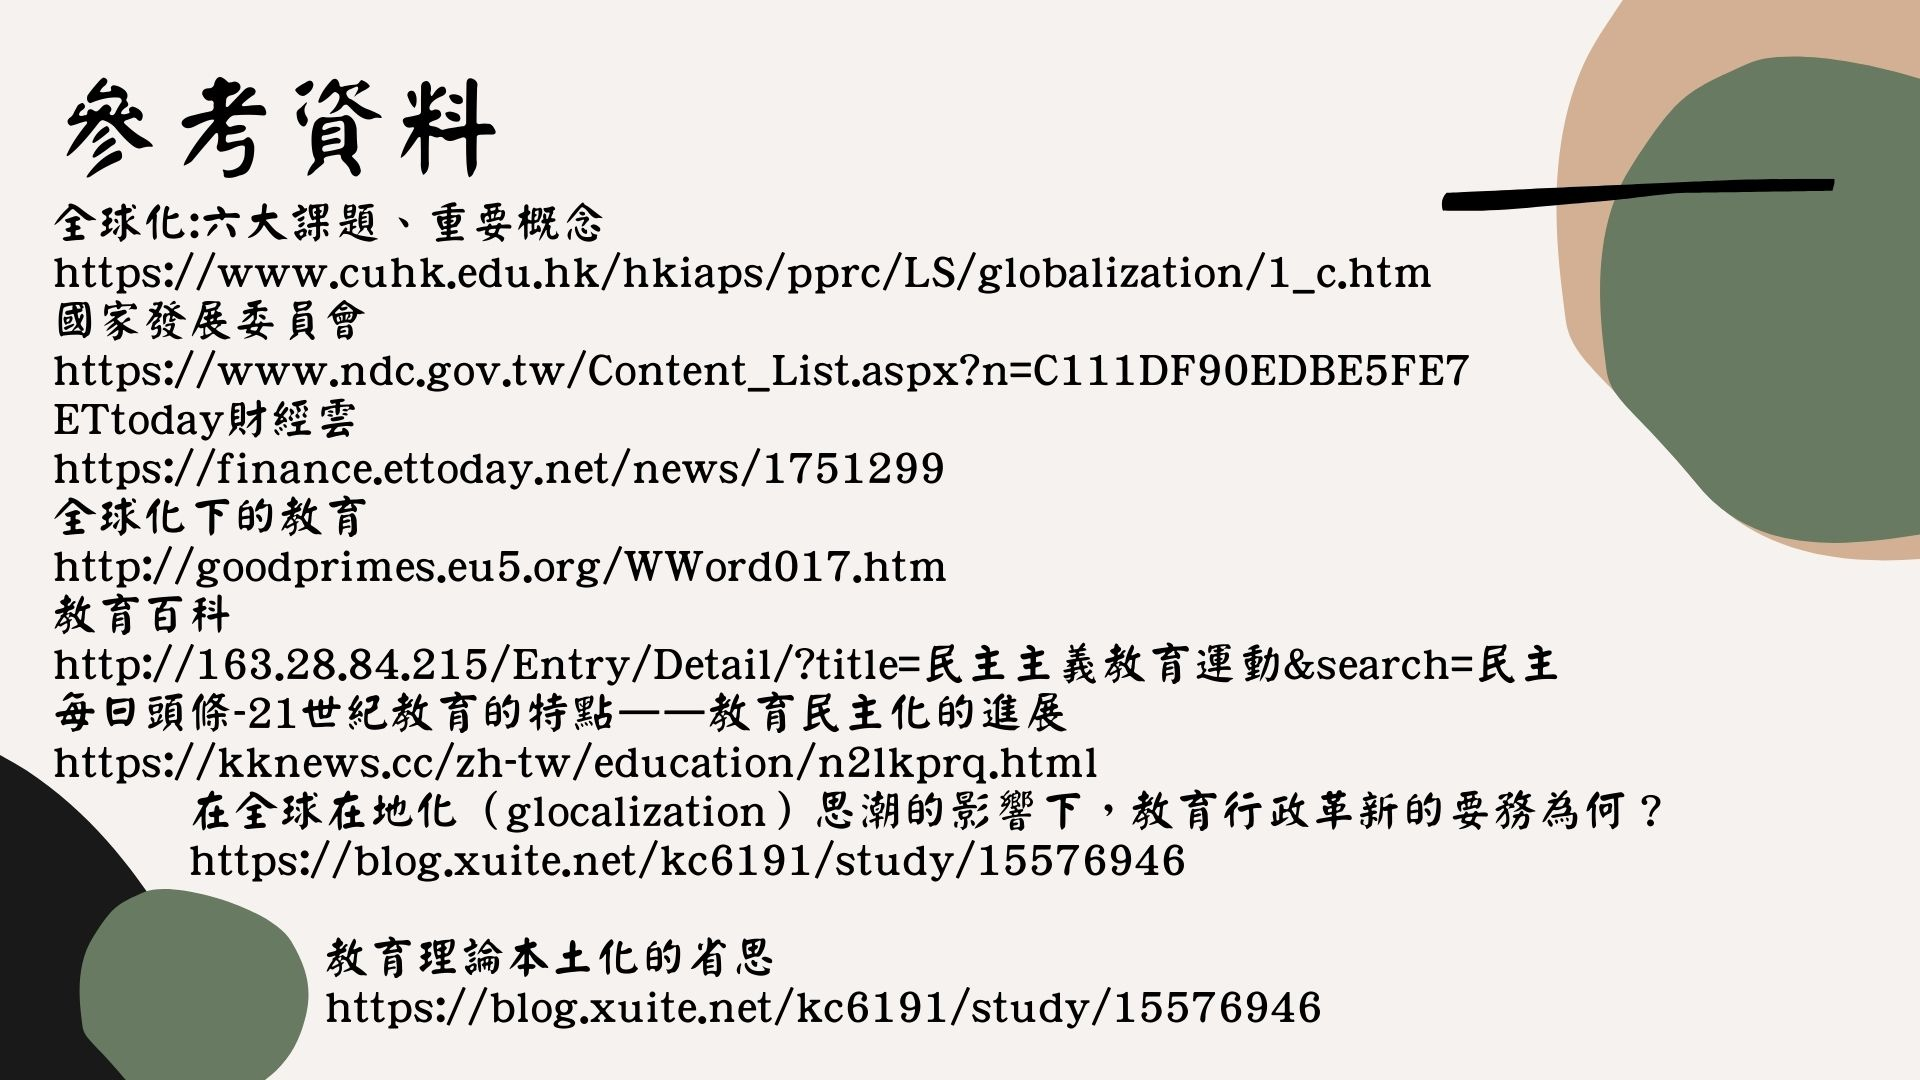 參考資料
全球化:六大課題、重要概念
https://www.cuhk.edu.hk/hkiaps/pprc/LS/globalization/1_c.htm
國家發展委員會
https://www.ndc.gov.tw/Content_List.aspx?n=C111DF90EDBE5FE7
ETtoday財經雲
https://finance.ettoday.net/news/1751299
全球化下的教育
http://goodprimes.eu5.org/WWord017.htm
教育百科
http://163.28.84.215/Entry/Detail/?title=民主主義教育運動&search=民主
每日頭條-21世紀教育的特點——教育民主化的進展
https://kknews.cc/zh-tw/education/n2lkprq.html
在全球在地化（glocalization）思潮的影響下，教育行政革新的要務為何？
https://blog.xuite.net/kc6191/study/15576946
教育理論本土化的省思
https://blog.xuite.net/kc6191/study/15576946